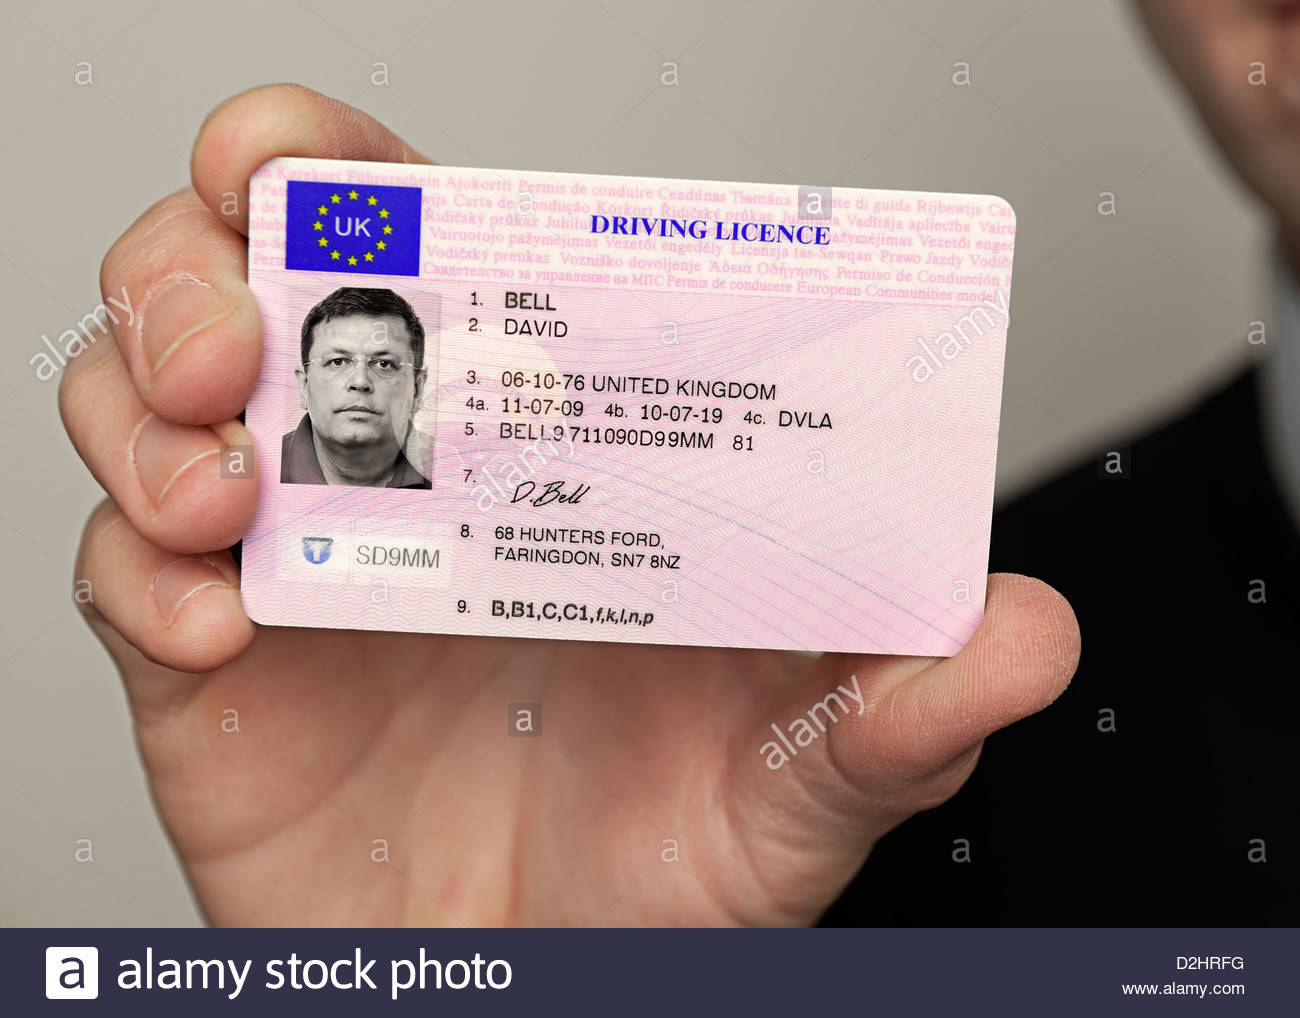 Kørekort Führerschein Ajokortti Permis de conduire Ceadúnas Tiomána di guida Rijbewijs
Carta de Condução Körkort Řidičský průkaz Juhiluba Vadītāja apliecība
DRIVING LICENCE
Vairuotojo pažymėjimas Vezetői engedély Licenzja tas-Sewqan Prawo Jazdy
Vodičský preukaz Vozniško dovoljenje Άδεια Οδήγησης Permiso de Conducción
Свидетелство за управление на МПС Permis de conducere European Communities model
UK
1. BELL
2. DAVID
3. 06-10-76 UNITED KINGDOM
4a. 11-07-09 4b. 10-07-19 4c. DVLA
5. BELL9711090D99MM 81
7. D.Bell
8. 68 HUNTERS FORD,
FARINGDON, SN7 8NZ
T SD9MM
9. B,B1,C,C1,f,k,l,n,p
alamy
alamy
alamy
alamy
a alamy stock photo
D2HRFG
www.alamy.com